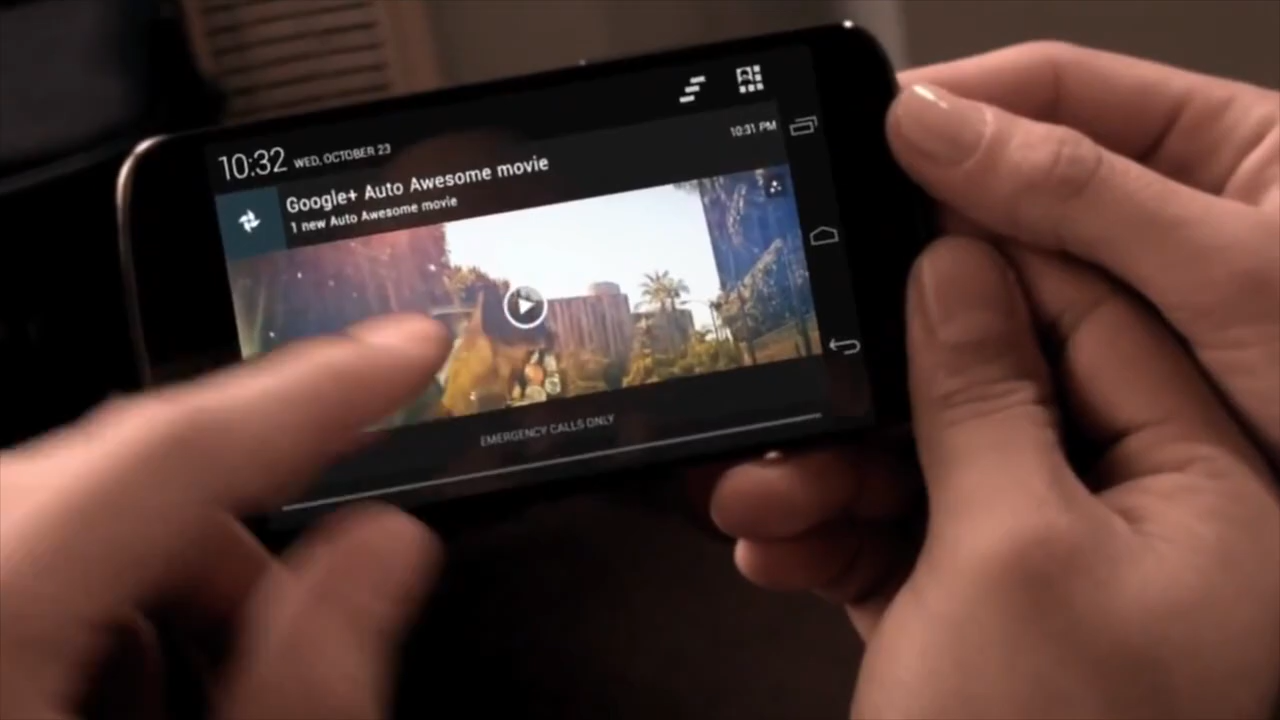 10:32 WED, OCTOBER 23
10:31 PM
Google+ Auto Awesome movie
1 new Auto Awesome movie
EMERGENCY CALLS ONLY